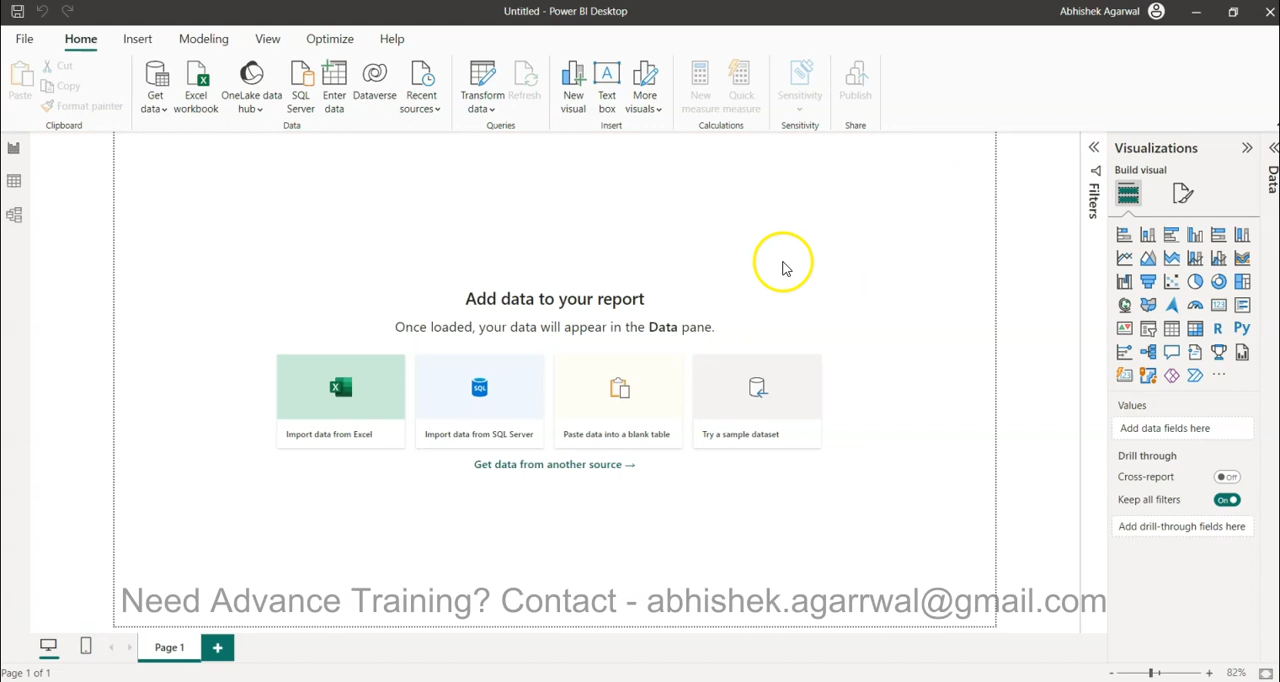 Untitled - Power BI Desktop
Abhishek Agarwal
File Home Insert Modeling View Optimize Help
Paste
Cut
Copy
Format painter
Clipboard
Get data
Excel workbook
OneLake data hub
SQL Server
Enter data
Dataverse
Recent sources
Data
Transform data
Refresh
Queries
New visual
Text box
More visuals
Insert
New measure
Quick measure
Calculations
Sensitivity
Sensitivity
Publish
Share
Filters
Visualizations
Data
Build visual
Add data to your report
Once loaded, your data will appear in the Data pane.
SQL
Import data from Excel
Import data from SQL Server
Paste data into a blank table
Try a sample dataset
Get data from another source →
R Py
123
Values
Add data fields here
Drill through
Cross-report Off
Keep all filters On
Add drill-through fields here
Need Advance Training? Contact - abhishek.agarrwal@gmail.com
Page 1
Page 1 of 1
- + 82%